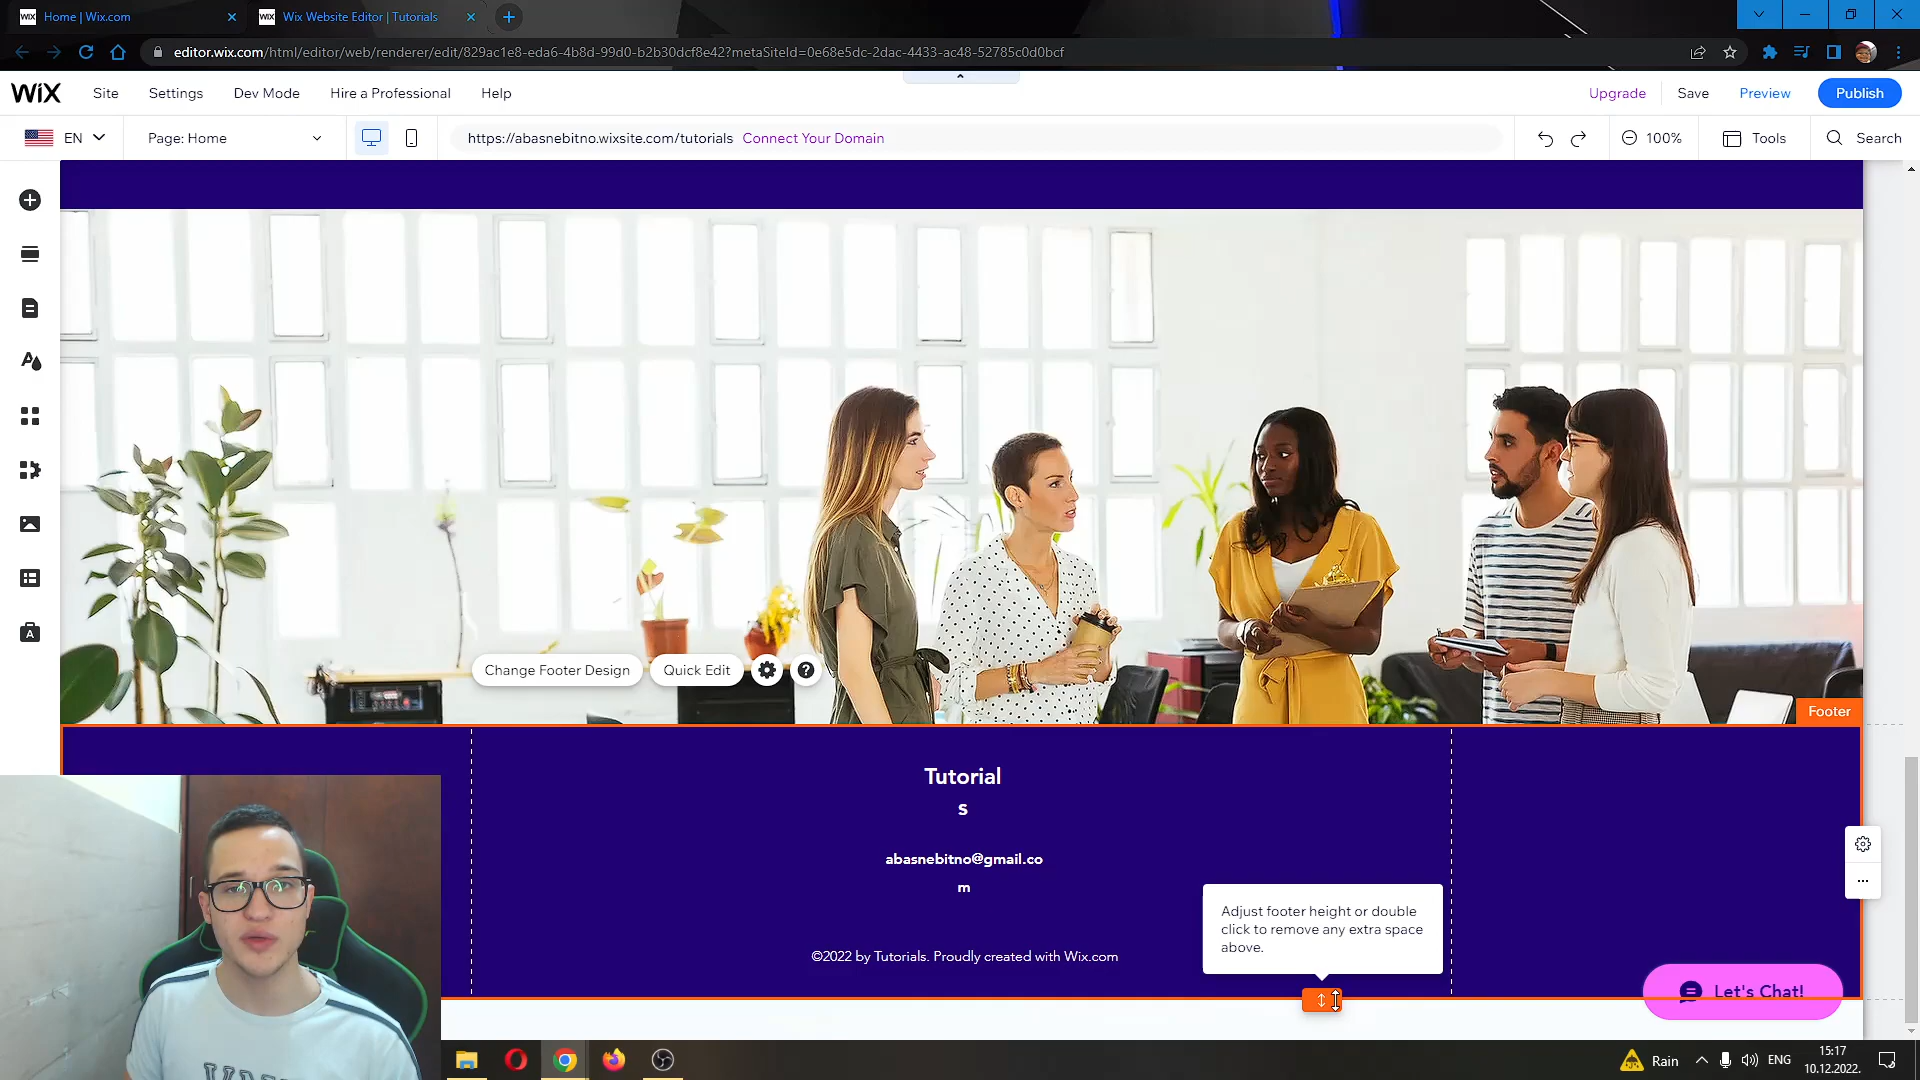 WiX Home | Wix.com
WiX Wix Website Editor | Tutorials
editor.wix.com/html/editor/web/renderer/edit/829ac1e8-eda6-4b8d-99d0-b2b30dcf8e42?metaSiteId=0e68e5dc-2dac-4433-ac48-52785c0d0bcf
WiX Site Settings Dev Mode Hire a Professional Help Upgrade Save Preview Publish
EN Page: Home https://abasnebitno.wixsite.com/tutorials Connect Your Domain 100% Tools Search
Change Footer Design Quick Edit
Footer
Tutorial
s
abasnebitno@gmail.co
m
Adjust footer height or double
click to remove any extra space
above.
©2022 by Tutorials. Proudly created with Wix.com
Let's Chat!
Rain ENG 15:17
10.12.2022.